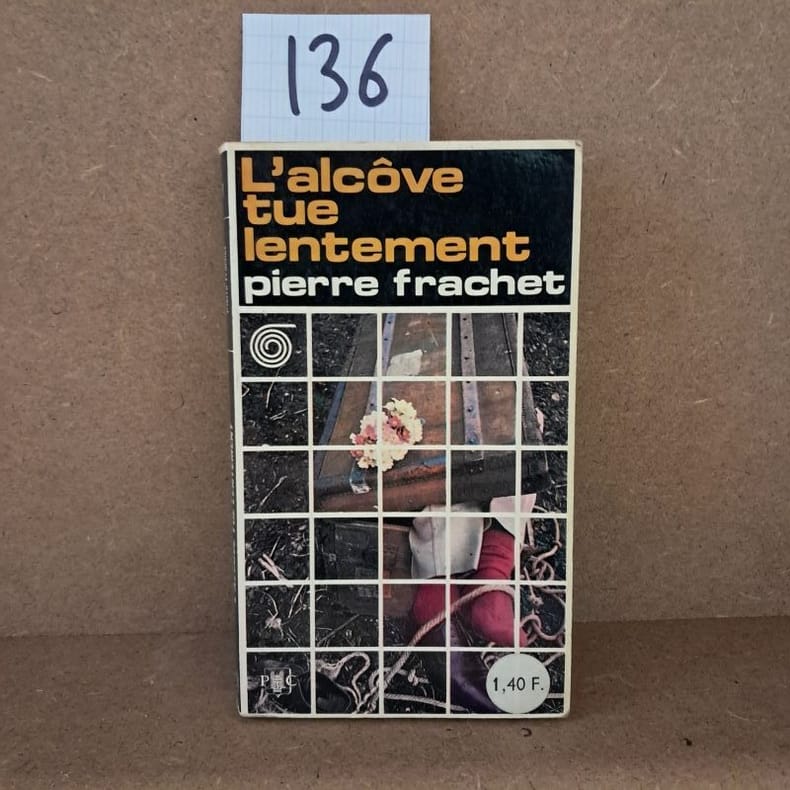 136
L'alcôve
tue
lentement
pierre frachet
P C
1,40 F.